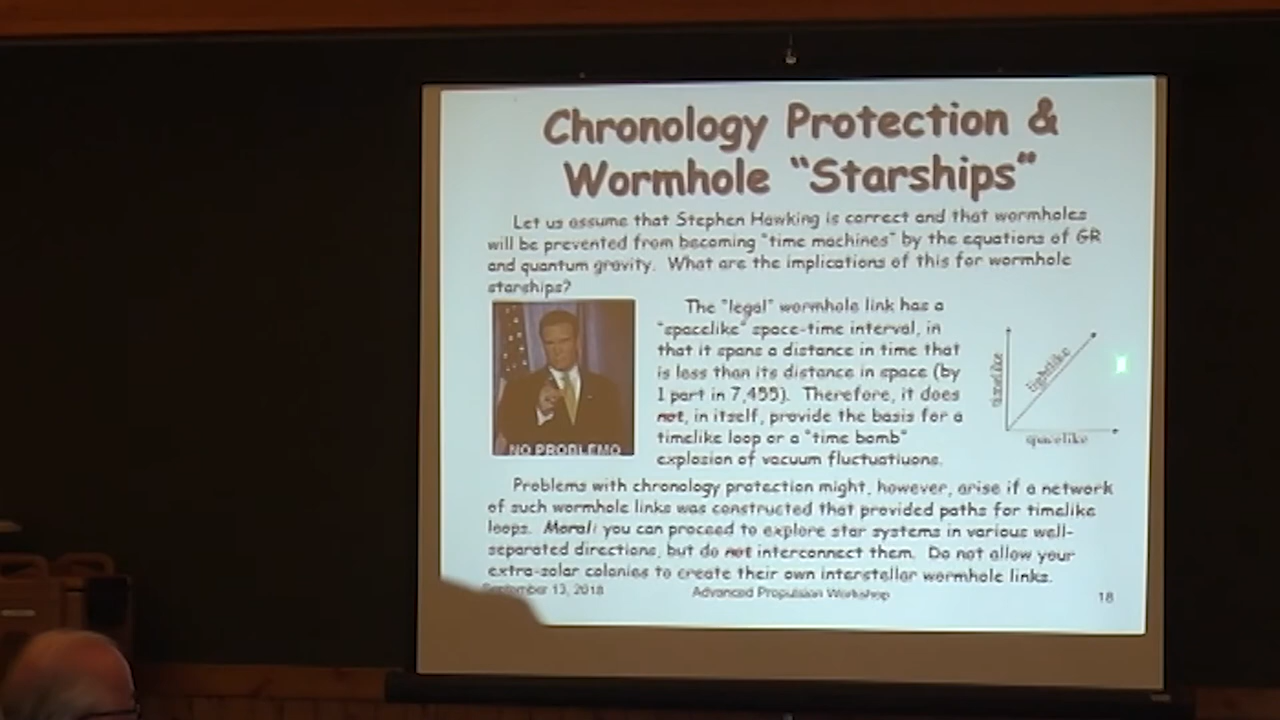 Chronology Protection &
Wormhole "Starships"
Let us assume that Stephen Hawking is correct and that wormholes
will be prevented from becoming "time machines" by the equations of GR
and quantum gravity. What are the implications of this for wormhole
starships?
The "legal" wormhole link has a
"spacelike" space-time interval, in
that it spans a distance in time that
is less than its distance in space (by
1 part in 7,455). Therefore, it does
not, in itself, provide the basis for a
timelike loop or a "time bomb"
explosion of vacuum fluctuatiuons.
NO PROBLEMO
timelike
lightlike
spacelike
Problems with chronology protection might, however, arise if a network
of such wormhole links was constructed that provided paths for timelike
loops. Moral: you can proceed to explore star systems in various well-
separated directions, but do not interconnect them. Do not allow your
extra-solar colonies to create their own interstellar wormhole links.
September 13, 2018
Advanced Propulsion Workshop
18